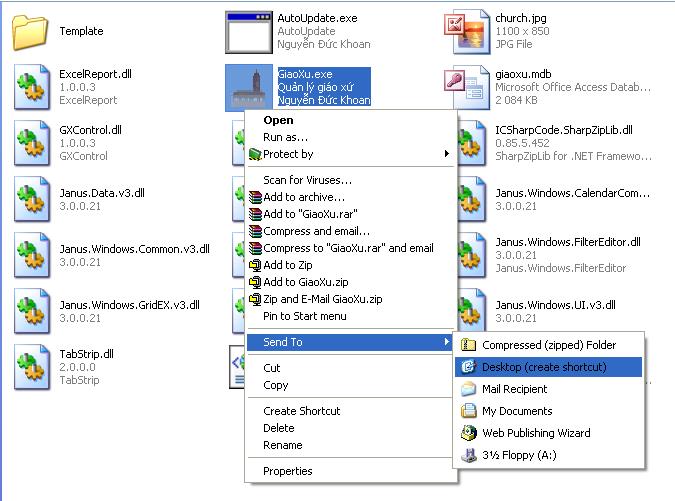 Template
AutoUpdate.exe
AutoUpdate
Nguyễn Đức Khoan
church.jpg
1100 x 850
JPG File
ExcelReport.dll
1.0.0.3
ExcelReport
GiaoXu.exe
Quản lý giáo xứ
Nguyễn Đức Khoan
giaoxu.mdb
Microsoft Office Access Datab...
2 084 KB
GXControl.dll
1.0.0.3
GXControl
ICSharpCode.SharpZipLib.dll
0.85.5.452
SharpZipLib for .NET Framewo...
Janus.Data.v3.dll
3.0.0.21
Janus.Windows.CalendarCom...
3.0.0.21
Janus.Windows.Common.v3.dll
3.0.0.21
Janus.Windows.FilterEditor.dll
3.0.0.21
Janus.Windows.FilterEditor
Janus.Windows.GridEX.v3.dll
3.0.0.21
Janus.Windows.UI.v3.dll
3.0.0.21
TabStrip.dll
2.0.0.0
TabStrip
Open
Run as...
Protect by
Scan for Viruses...
Add to archive...
Add to "GiaoXu.rar"
Compress and email...
Compress to "GiaoXu.rar" and email
Add to Zip
Add to GiaoXu.zip
Zip and E-Mail GiaoXu.zip
Pin to Start menu
Send To
Cut
Copy
Create Shortcut
Delete
Rename
Properties
Compressed (zipped) Folder
Desktop (create shortcut)
Mail Recipient
My Documents
Web Publishing Wizard
3½ Floppy (A:)